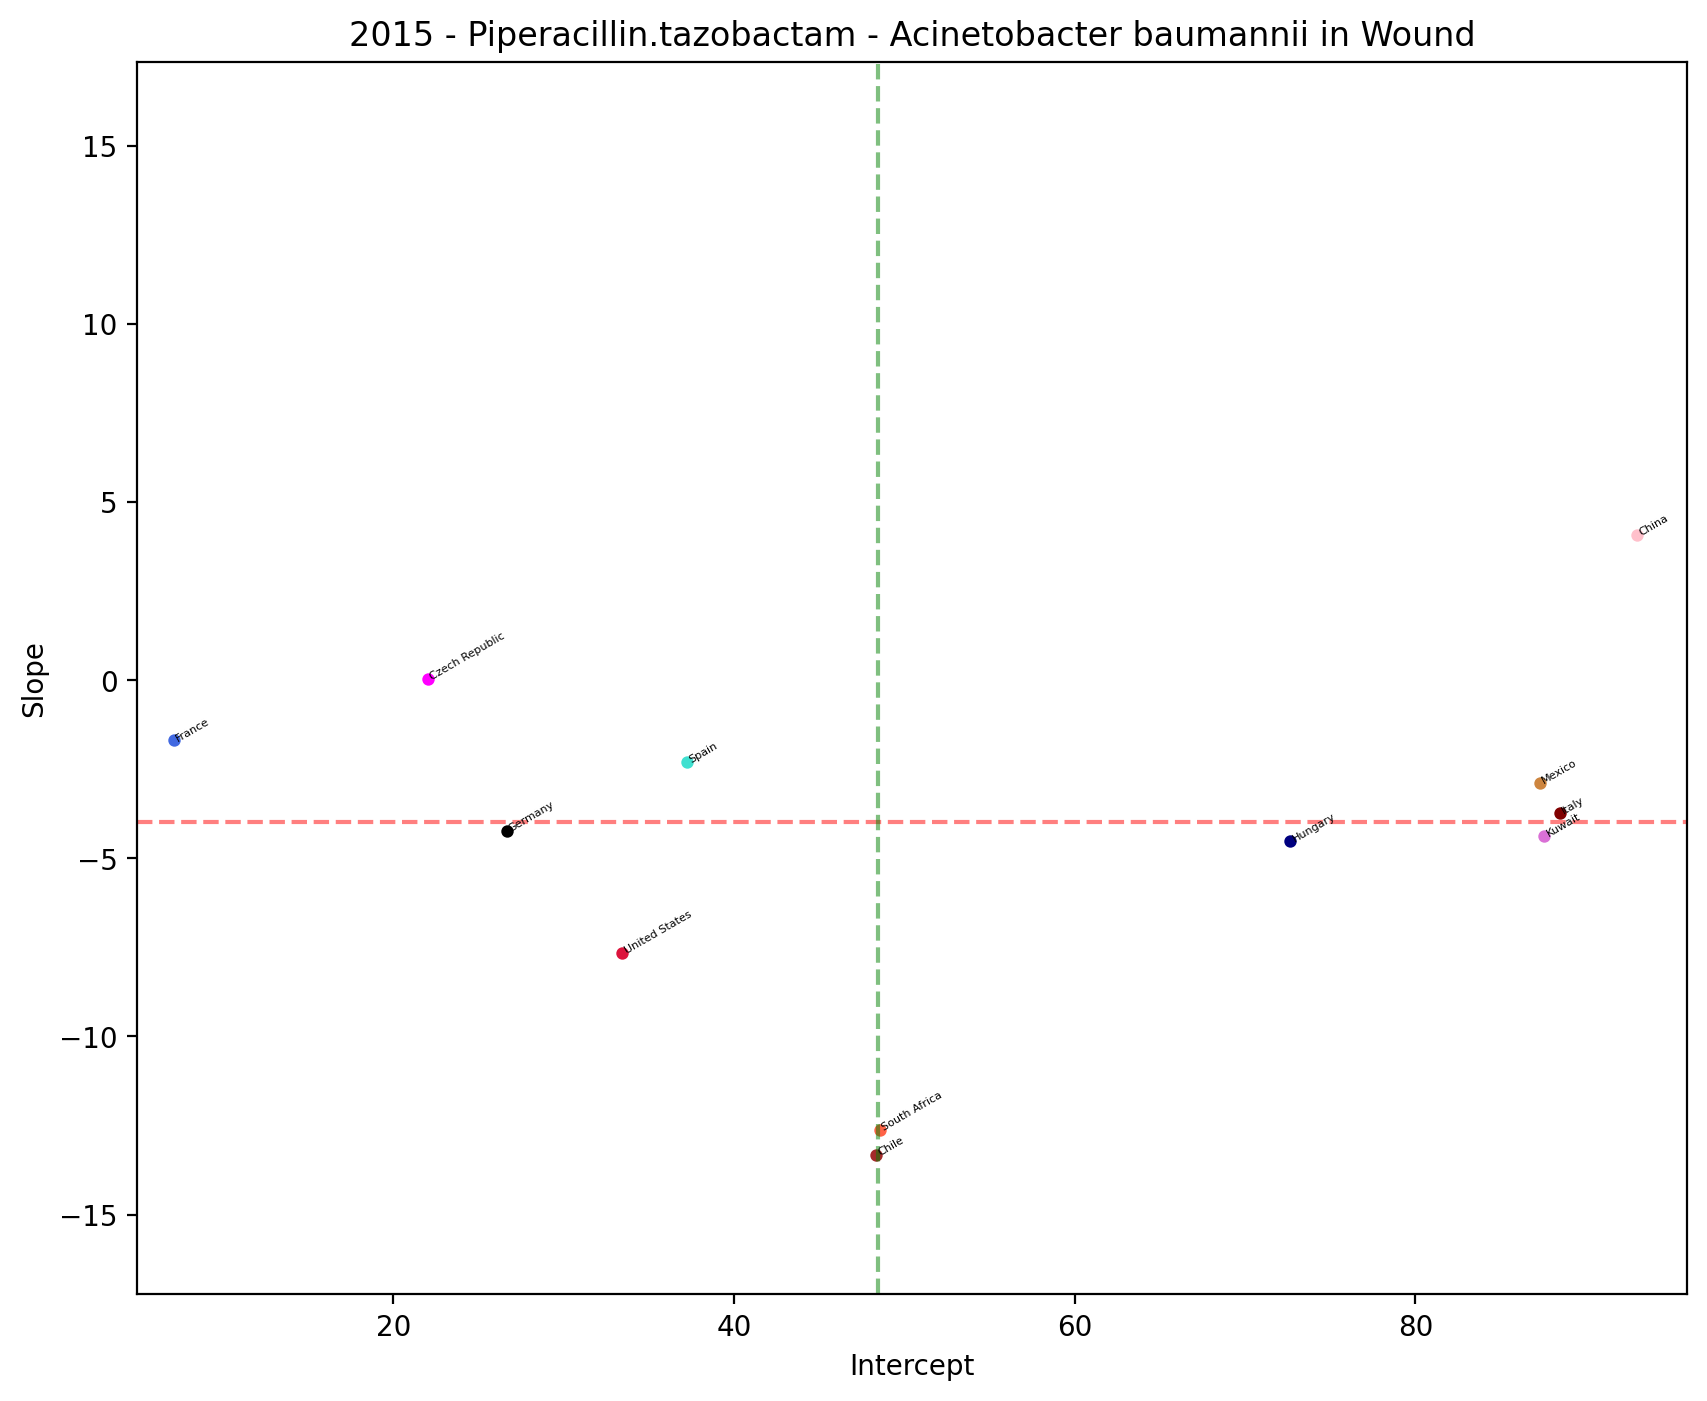 2015 - Piperacillin.tazobactam - Acinetobacter baumannii in Wound
15
10
5
0
−5
−10
−15
Slope
China
Czech Republic
France
Spain
Mexico
Italy
Germany
Kuwait
Hungary
United States
South Africa
Chile
20
40
60
80
Intercept